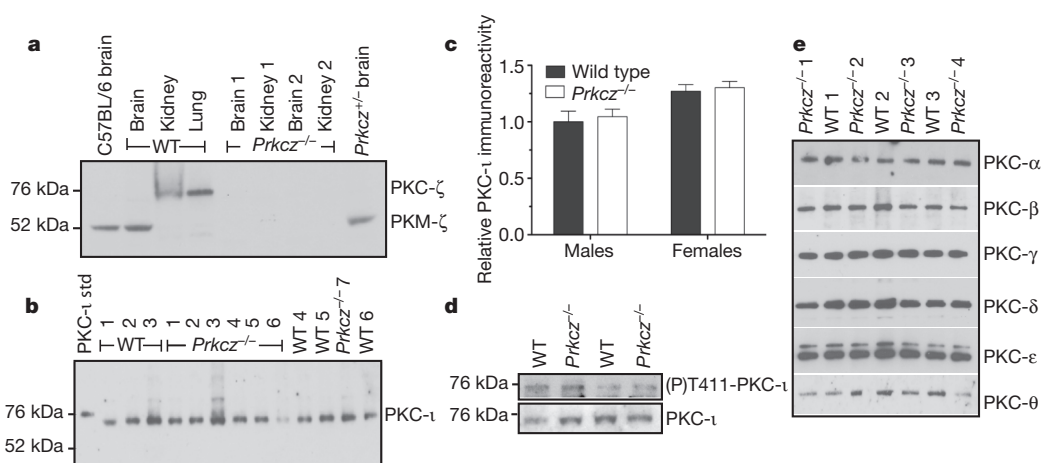 a
C57BL/6 brain
Brain
Kidney
Lung
Brain 1
Kidney 1
Brain 2
Kidney 2
Prkcz+/– brain
WT
Prkcz–/–
76 kDa
PKC-ζ
52 kDa
PKM-ζ
b
PKC-ι std
1
2
3
1
2
3
4
5
6
WT 4
WT 5
Prkcz–/– 7
WT 6
WT
Prkcz–/–
76 kDa
PKC-ι
52 kDa
c
Relative PKC-ι immunoreactivity
1.5
1.0
0.5
0.0
Wild type
Prkcz–/–
Males
Females
d
WT
Prkcz–/–
WT
Prkcz–/–
76 kDa
(P)T411-PKC-ι
76 kDa
PKC-ι
e
Prkcz–/– 1
WT 1
Prkcz–/– 2
WT 2
Prkcz–/– 3
WT 3
Prkcz–/– 4
PKC-α
PKC-β
PKC-γ
PKC-δ
PKC-ε
PKC-θ